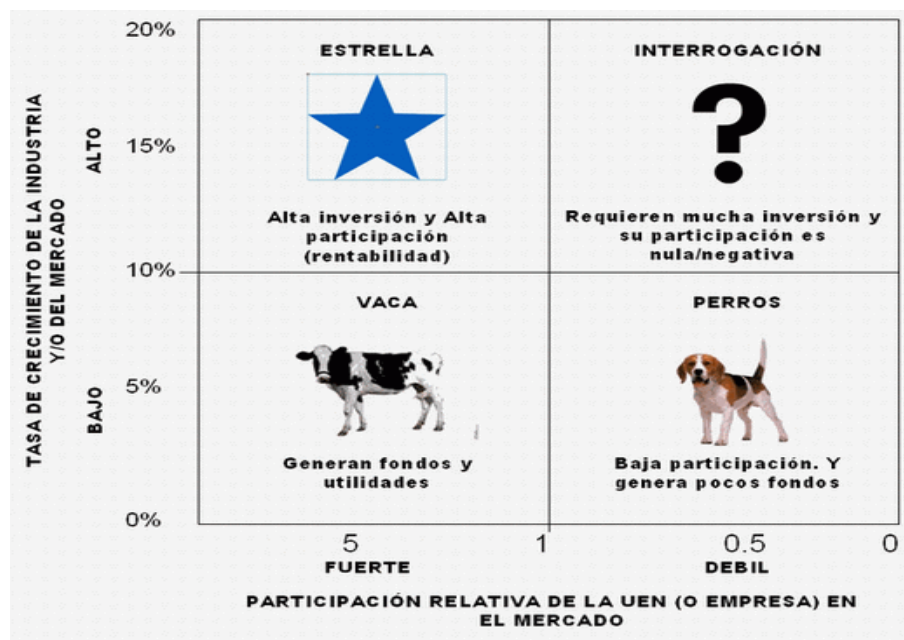 20%
ESTRELLA
INTERROGACIÓN
TASA DE CRECIMIENTO DE LA INDUSTRIA
Y/O DEL MERCADO
ALTO
15%
Alta inversión y Alta
participación
(rentabilidad)
Requieren mucha inversión y
su participación es
nula/negativa
10%
VACA
PERROS
BAJO
5%
Generan fondos y
utilidades
Baja participación. Y
genera pocos fondos
0%
5
1
0.5
0
FUERTE
DEBIL
PARTICIPACIÓN RELATIVA DE LA UEN (O EMPRESA) EN
EL MERCADO